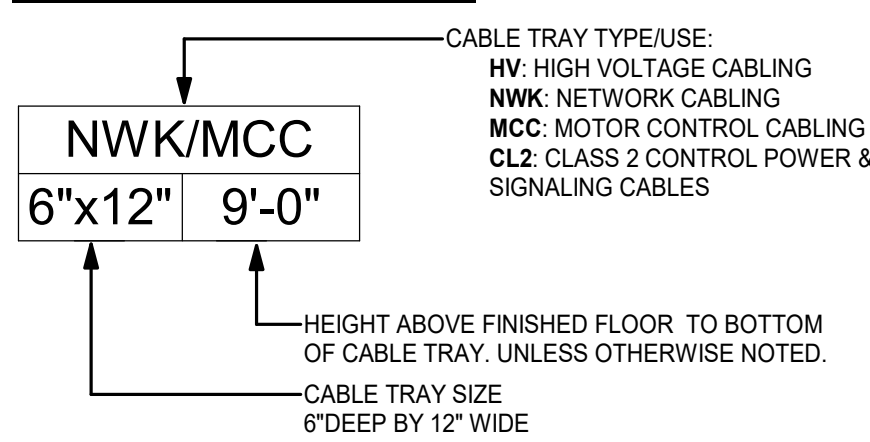 CABLE TRAY TYPE/USE:
HV: HIGH VOLTAGE CABLING
NWK: NETWORK CABLING
MCC: MOTOR CONTROL CABLING
CL2: CLASS 2 CONTROL POWER &
SIGNALING CABLES
NWK/MCC
6"x12" 9'-0"
HEIGHT ABOVE FINISHED FLOOR TO BOTTOM
OF CABLE TRAY. UNLESS OTHERWISE NOTED.
CABLE TRAY SIZE
6"DEEP BY 12" WIDE